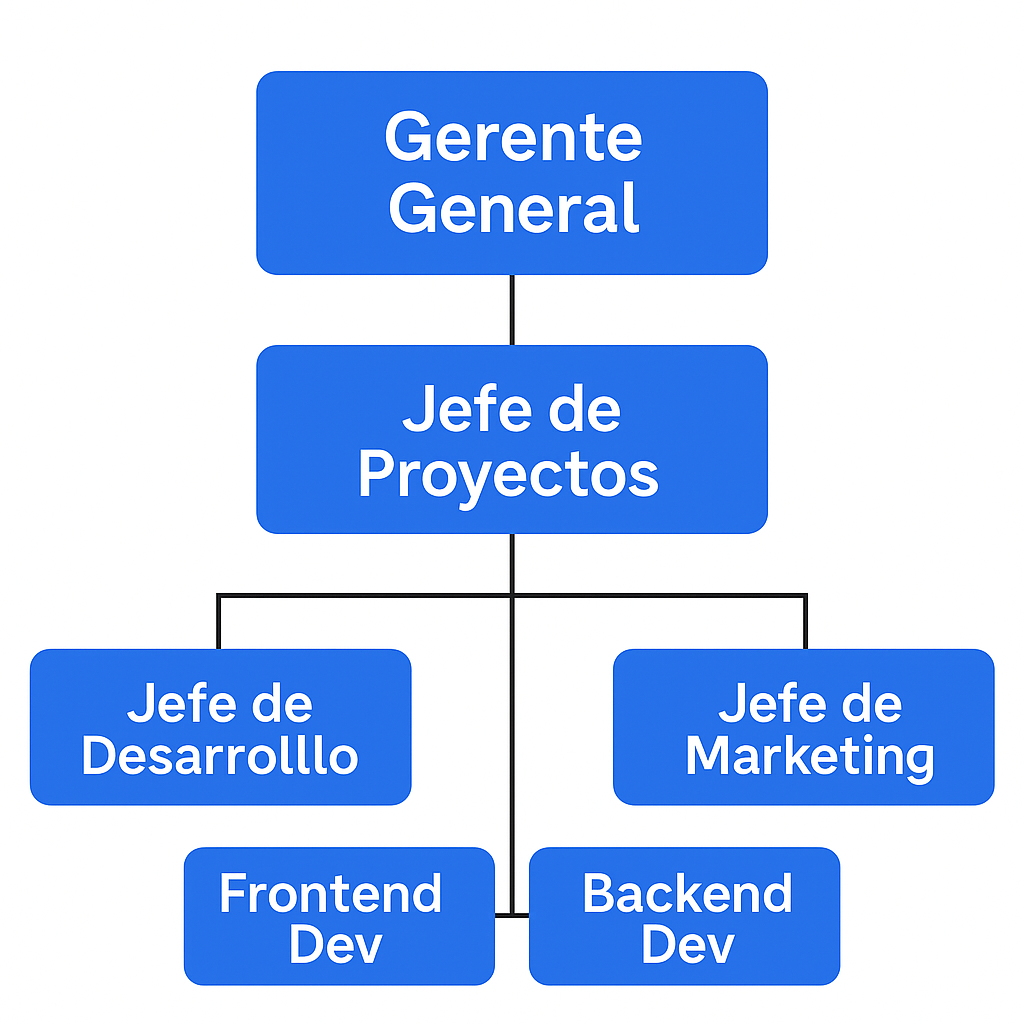 Gerente
General
Jefe de
Proyectos
Jefe de
Desarrolllo
Jefe de
Marketing
Frontend
Dev
Backend
Dev